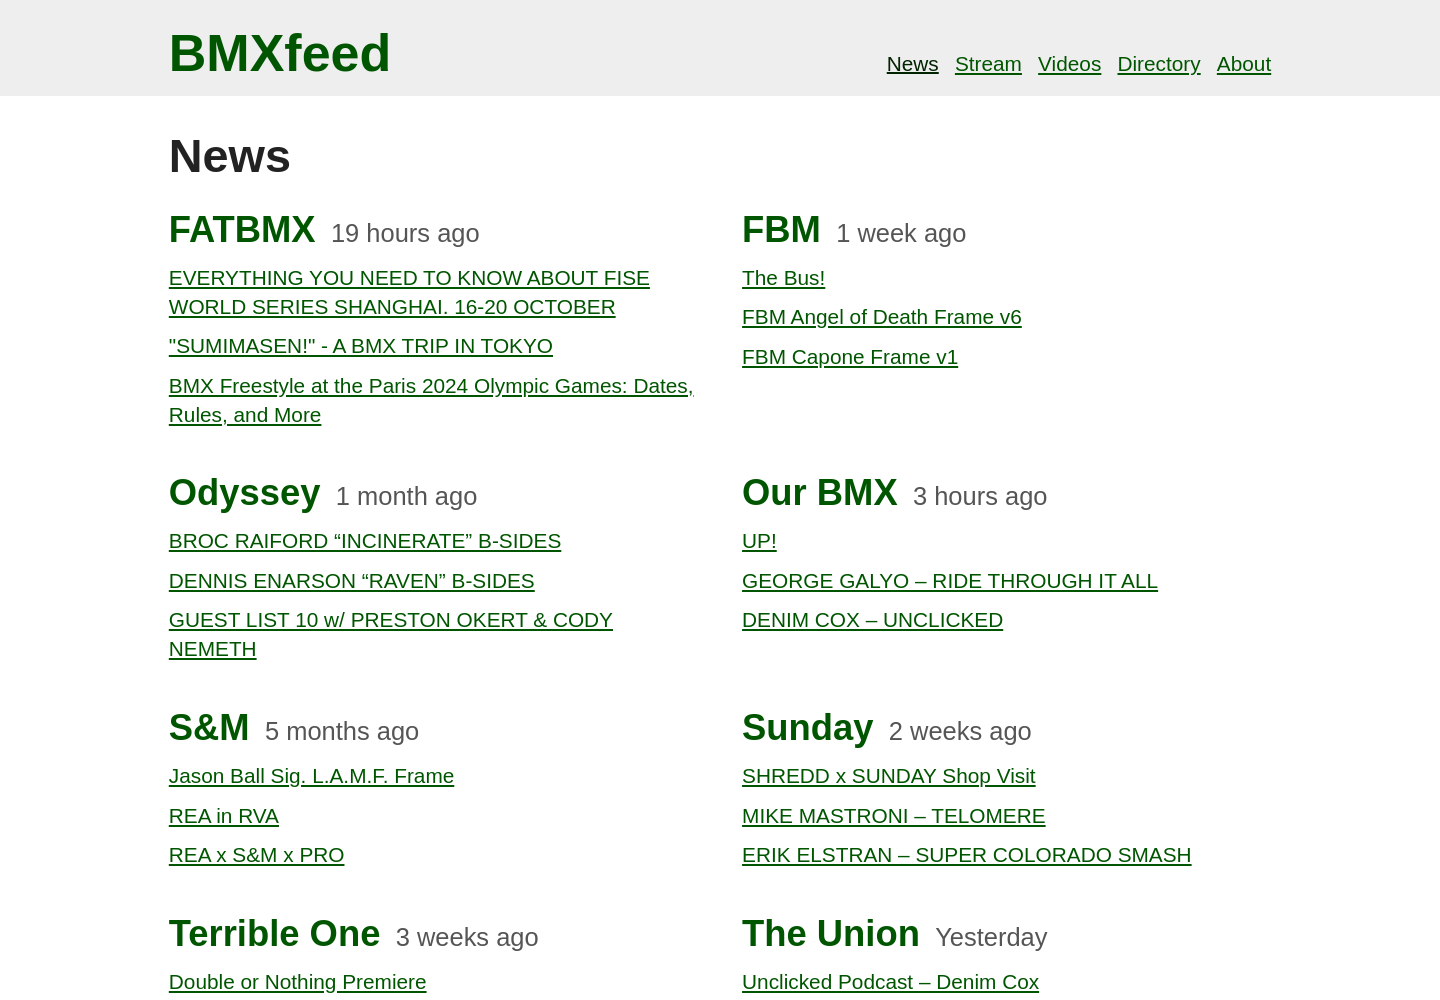 BMXfeed
News Stream Videos Directory About
News
FATBMX 19 hours ago
EVERYTHING YOU NEED TO KNOW ABOUT FISE
WORLD SERIES SHANGHAI. 16-20 OCTOBER
"SUMIMASEN!" - A BMX TRIP IN TOKYO
BMX Freestyle at the Paris 2024 Olympic Games: Dates,
Rules, and More
FBM 1 week ago
The Bus!
FBM Angel of Death Frame v6
FBM Capone Frame v1
Odyssey 1 month ago
BROC RAIFORD “INCINERATE” B-SIDES
DENNIS ENARSON “RAVEN” B-SIDES
GUEST LIST 10 w/ PRESTON OKERT & CODY
NEMETH
Our BMX 3 hours ago
UP!
GEORGE GALYO – RIDE THROUGH IT ALL
DENIM COX – UNCLICKED
S&M 5 months ago
Jason Ball Sig. L.A.M.F. Frame
REA in RVA
REA x S&M x PRO
Sunday 2 weeks ago
SHREDD x SUNDAY Shop Visit
MIKE MASTRONI – TELOMERE
ERIK ELSTRAN – SUPER COLORADO SMASH
Terrible One 3 weeks ago
Double or Nothing Premiere
The Union Yesterday
Unclicked Podcast – Denim Cox